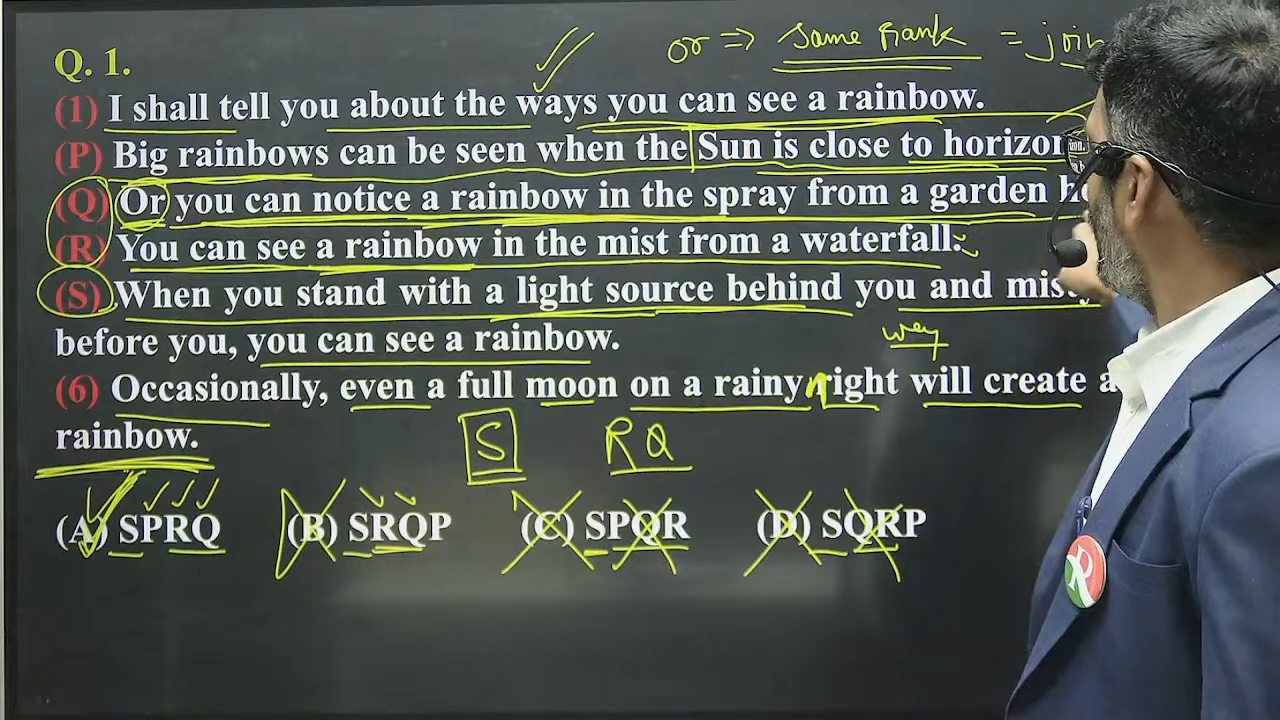 or ⇒ same Rank = join
Q. 1.
(1) I shall tell you about the ways you can see a rainbow.
(P) Big rainbows can be seen when the Sun is close to
(Q) Or you can notice a rainbow in the spray from a garden
(R) You can see a rainbow in the mist from a waterfall.
(S) When you stand with a light source behind you and misty
before you, you can see a rainbow.
way
(6) Occasionally, even a full moon on a rainy night will create a
rainbow.
S RQ
(A) SPRQ (B) SRQP (C) SPQR (D) SQRP